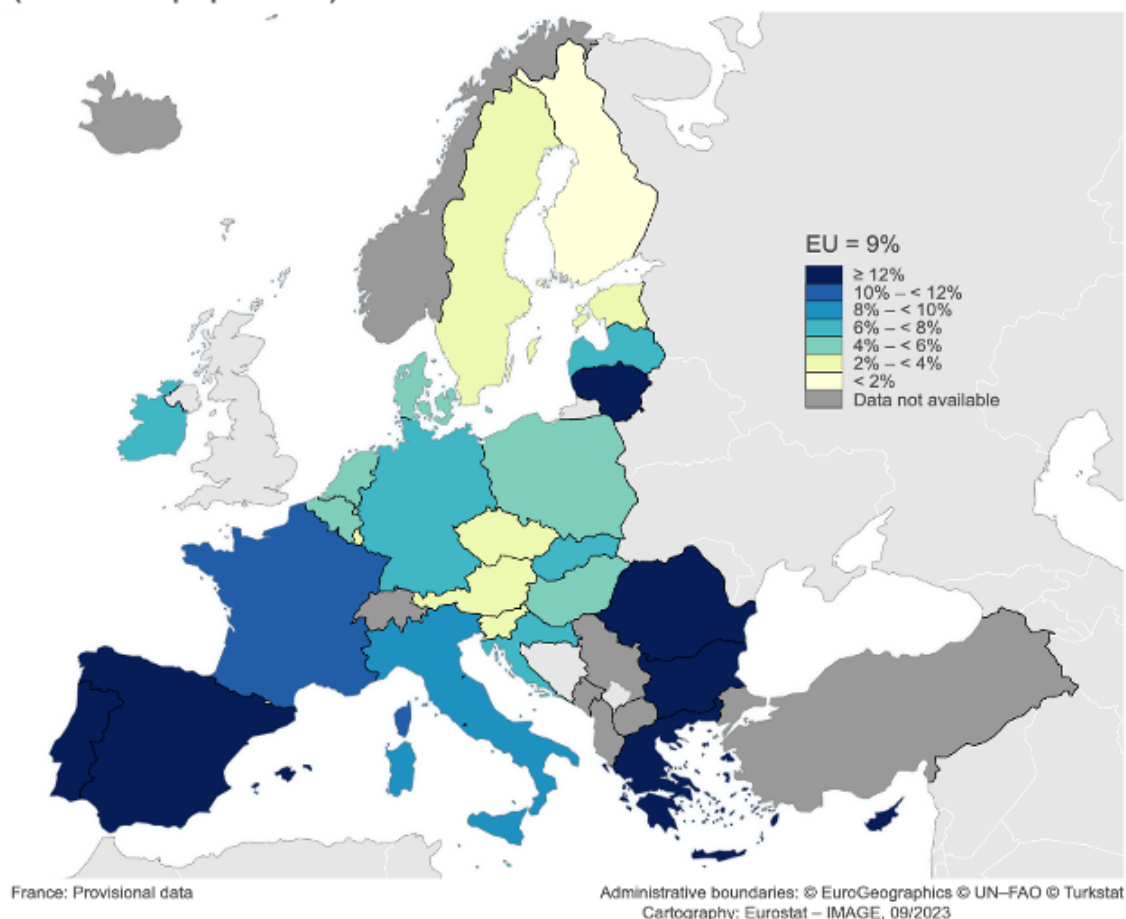 EU = 9%
≥ 12%
10% – < 12%
8% – < 10%
6% – < 8%
4% – < 6%
2% – < 4%
< 2%
Data not available
France: Provisional data
Administrative boundaries: © EuroGeographics © UN–FAO © Turkstat
Cartography: Eurostat – IMAGE, 09/2023